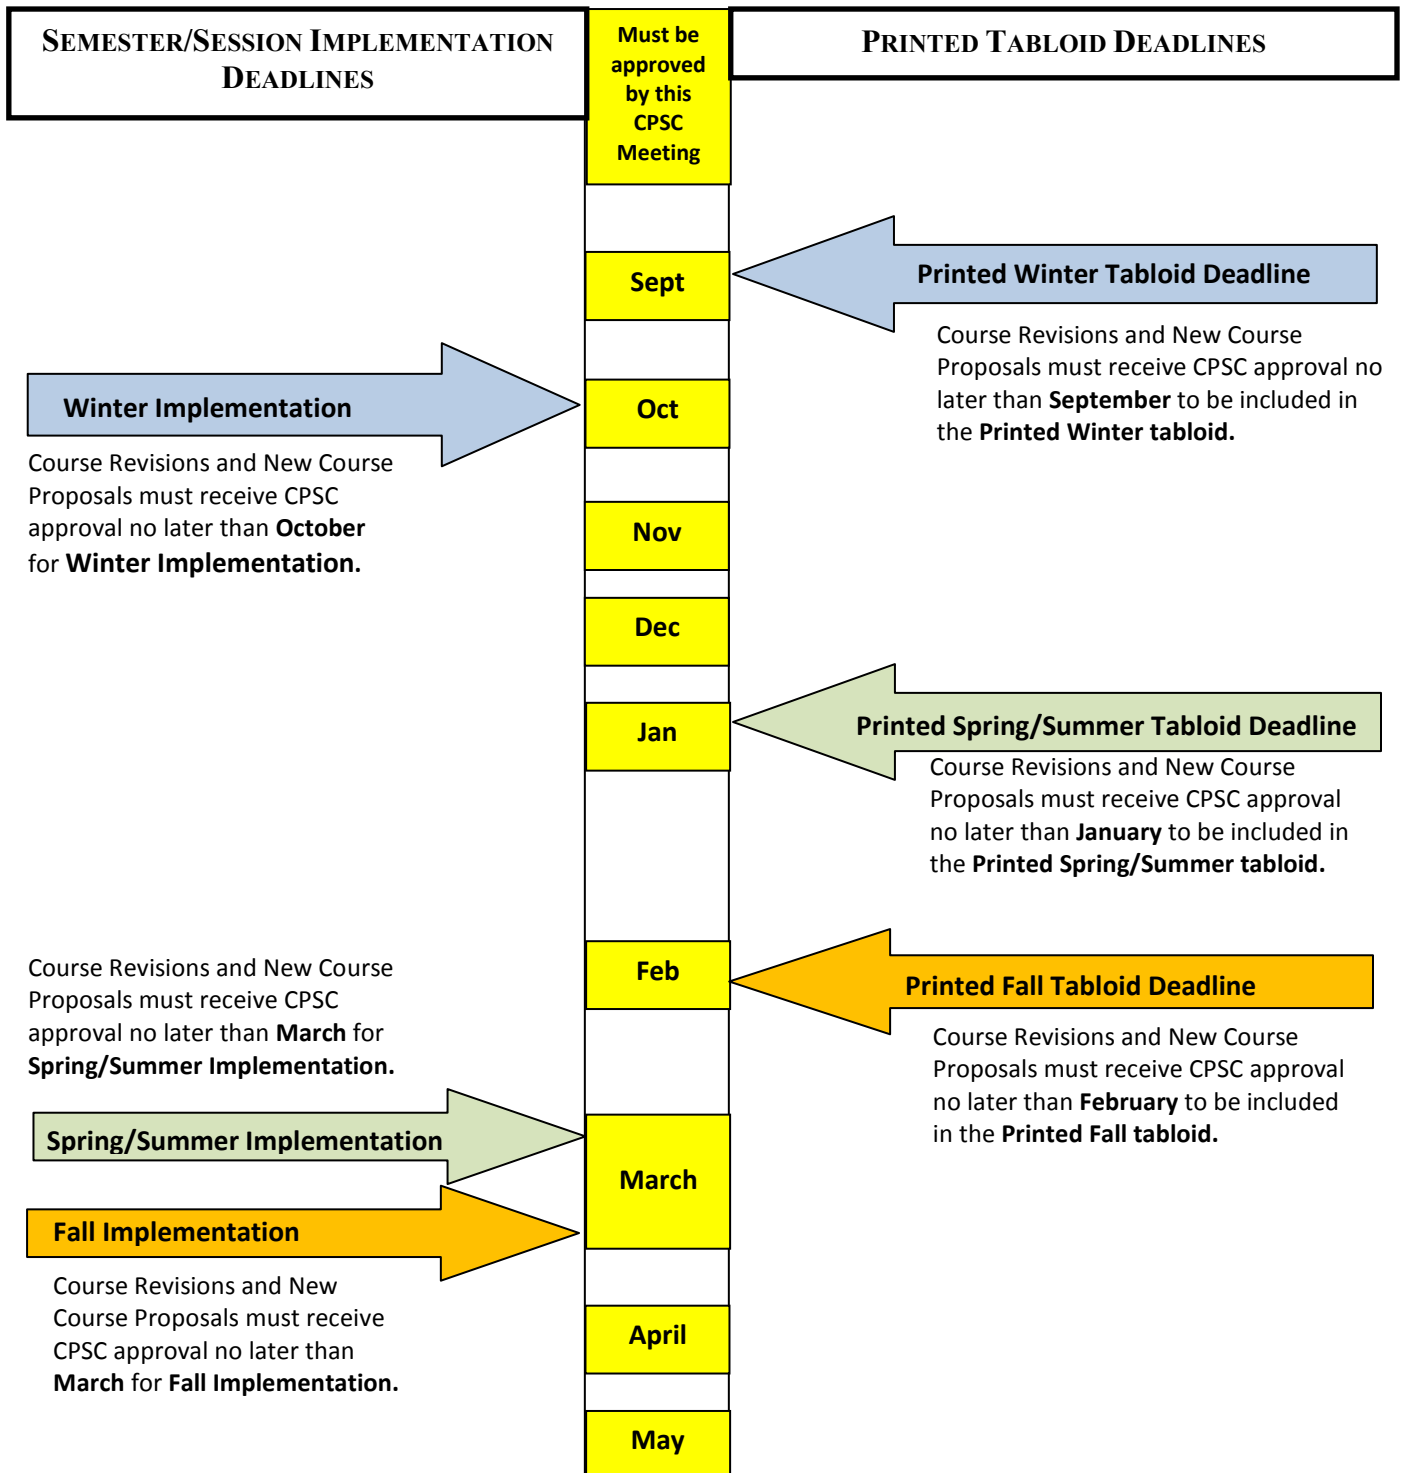 SEMESTER/SESSION IMPLEMENTATION
DEADLINES
Must be
approved
by this
CPSC
Meeting
PRINTED TABLOID DEADLINES
Sept
Printed Winter Tabloid Deadline
Course Revisions and New Course
Proposals must receive CPSC approval no
later than September to be included in
the Printed Winter tabloid.
Winter Implementation
Oct
Course Revisions and New Course
Proposals must receive CPSC
approval no later than October
for Winter Implementation.
Nov
Dec
Jan
Printed Spring/Summer Tabloid Deadline
Course Revisions and New Course
Proposals must receive CPSC approval
no later than January to be included in
the Printed Spring/Summer tabloid.
Feb
Printed Fall Tabloid Deadline
Course Revisions and New Course
Proposals must receive CPSC approval
no later than February to be included
in the Printed Fall tabloid.
Course Revisions and New Course
Proposals must receive CPSC
approval no later than March for
Spring/Summer Implementation.
Spring/Summer Implementation
March
Fall Implementation
Course Revisions and New
Course Proposals must receive
CPSC approval no later than
March for Fall Implementation.
April
May